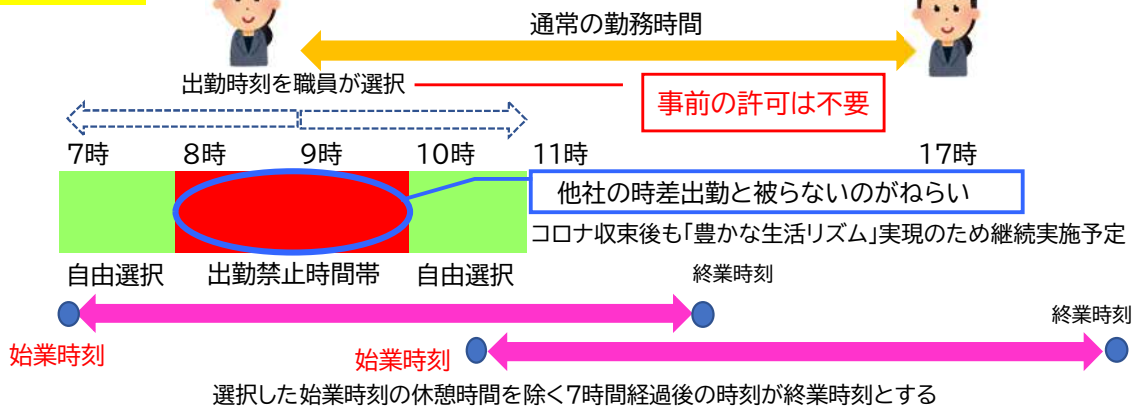 通常の勤務時間
出勤時刻を職員が選択
事前の許可は不要
7時 8時 9時 10時 11時 17時
他社の時差出勤と被らないのがねらい
コロナ収束後も「豊かな生活リズム」実現のため継続実施予定
自由選択 出勤禁止時間帯 自由選択 終業時刻
終業時刻
始業時刻 始業時刻
選択した始業時刻の休憩時間を除く7時間経過後の時刻が終業時刻とする